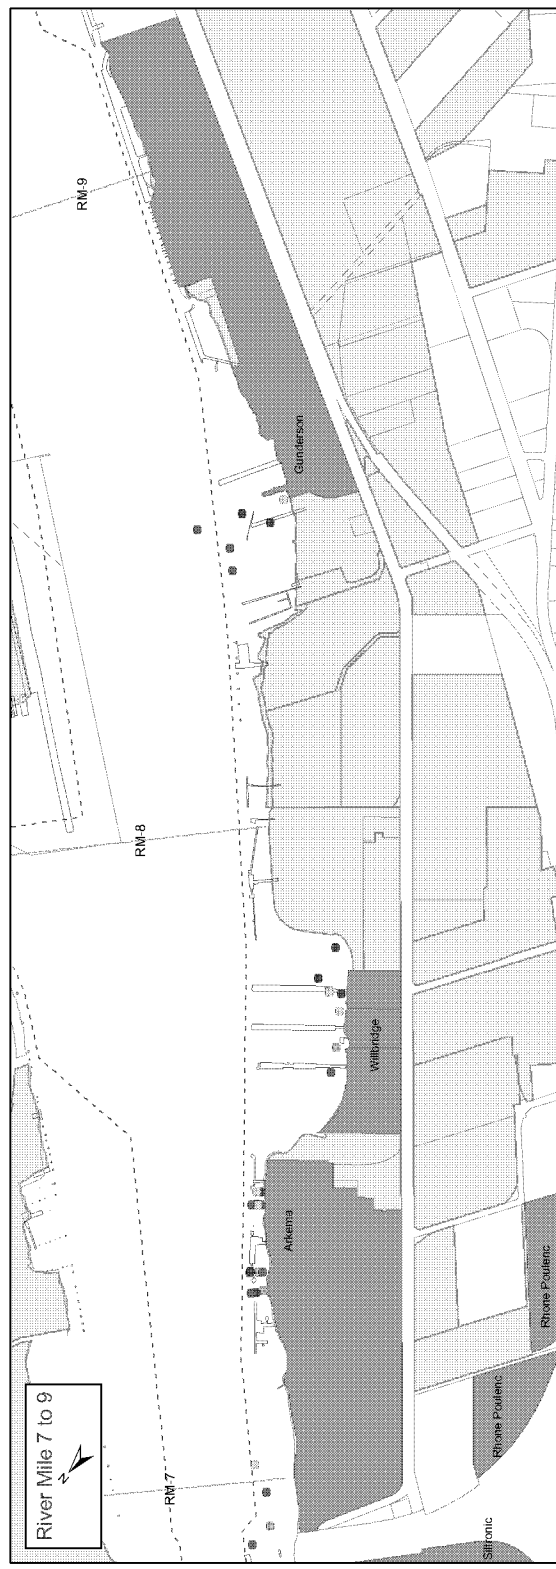 RM-9
Gunderson
RM-8
Willbridge
Arkema
Rhone Poulenc
Rhone Poulenc
River Mile 7 to 9
N
RM-7
Siltronic